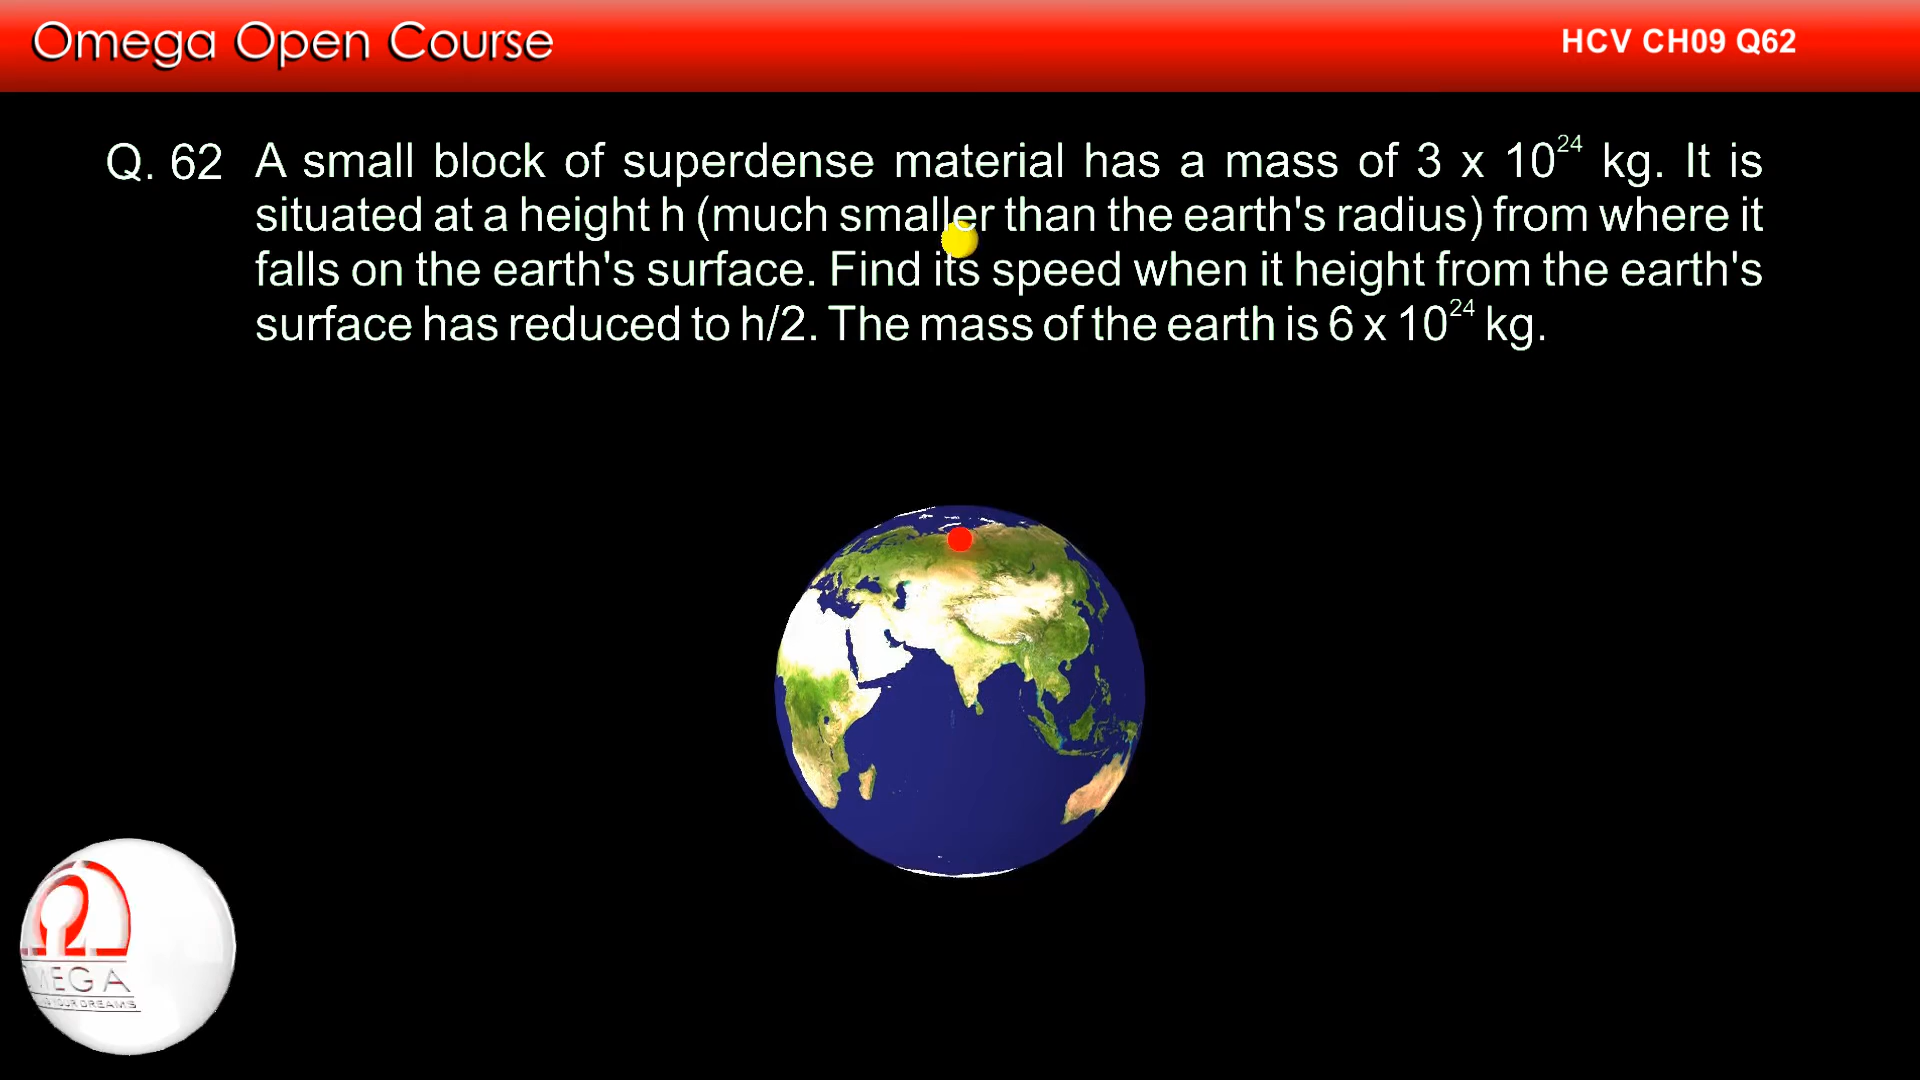 Omega Open Course
HCV CH09 Q62
Q. 62 A small block of superdense material has a mass of 3 x 10²⁴ kg. It is
situated at a height h (much smaller than the earth's radius) from where it
falls on the earth's surface. Find its speed when it height from the earth's
surface has reduced to h/2. The mass of the earth is 6 x 10²⁴ kg.
OMEGA
YOUR DREAMS